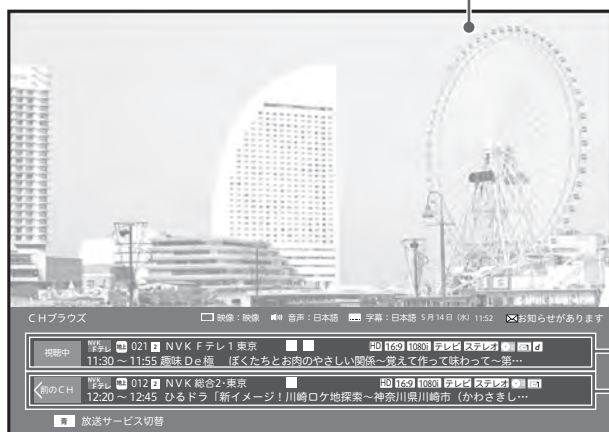 CHブラウズ 映像：映像 音声：日本語 字幕：日本語 5月14日（水） 11:52 お知らせがあります
視聴中 NVK Fテレ 地上 021 2 NVK Fテレ1東京 HD 16:9 1080i テレビ ステレオ d
11:30 ～ 11:55 趣味 De極 ぼくたちとお肉のやさしい関係～覚えて作って味わって～第…
前のCH NVK Fテレ 地上 012 2 NVK 総合2・東京 HD 16:9 1080i テレビ ステレオ
12:20 ～ 12:45 ひるドラ「新イメージ！川崎ロケ地探索～神奈川県川崎市（かわさきし…
青 放送サービス切替